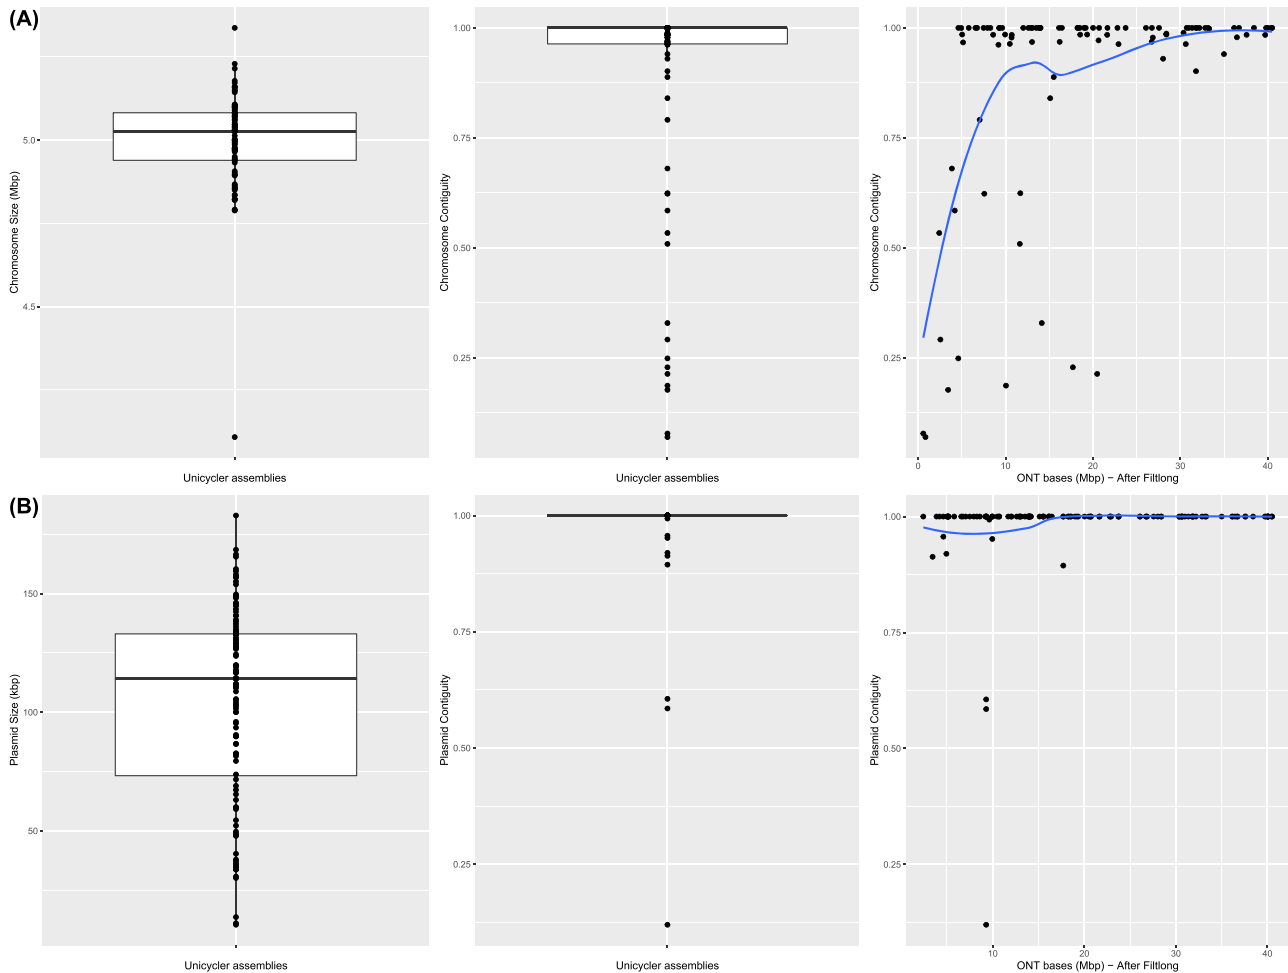 (A)
Chromosome Size (Mbp)
5.0
4.5
Unicycler assemblies
Chromosome Contiguity
1.00
0.75
0.50
0.25
Unicycler assemblies
Chromosome Contiguity
1.00
0.75
0.50
0.25
0 10 20 30 40
ONT bases (Mbp) − After Filtlong
(B)
Plasmid Size (kbp)
150
100
50
Unicycler assemblies
Plasmid Contiguity
1.00
0.75
0.50
0.25
Unicycler assemblies
Plasmid Contiguity
1.00
0.75
0.50
0.25
10 20 30 40
ONT bases (Mbp) − After Filtlong